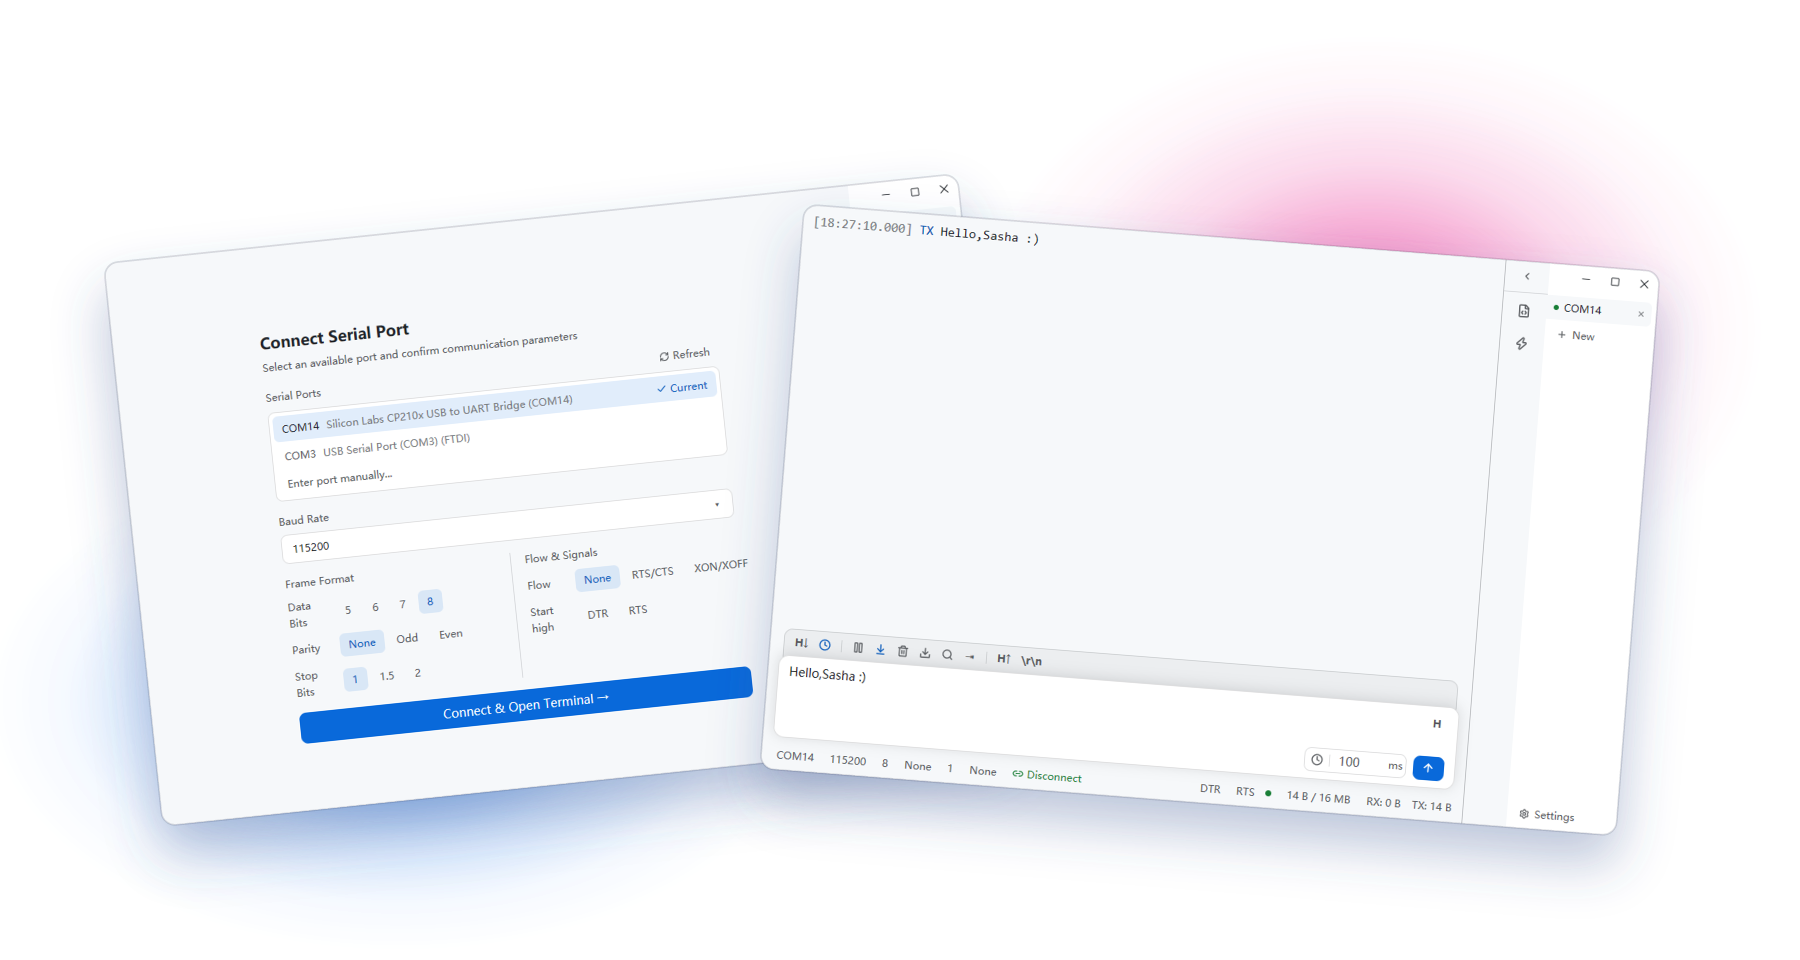 Connect Serial Port
Select an available port and confirm communication parameters
Serial Ports
Refresh
COM14 Silicon Labs CP210x USB to UART Bridge (COM14)
Current
COM3 USB Serial Port (COM3) (FTDI)
Enter port manually...
Baud Rate
115200
Frame Format
Data Bits 5 6 7 8
Parity None Odd Even
Stop Bits 1 1.5 2
Flow & Signals
Flow None RTS/CTS XON/XOFF
Start high DTR RTS
Connect & Open Terminal →
[18:27:10.000] TX Hello,Sasha :)
COM14
+ New
H↓
H↑ \r\n
Hello,Sasha :)
H
100 ms
COM14 115200 8 None 1 None Disconnect
DTR RTS 14 B / 16 MB RX: 0 B TX: 14 B
Settings